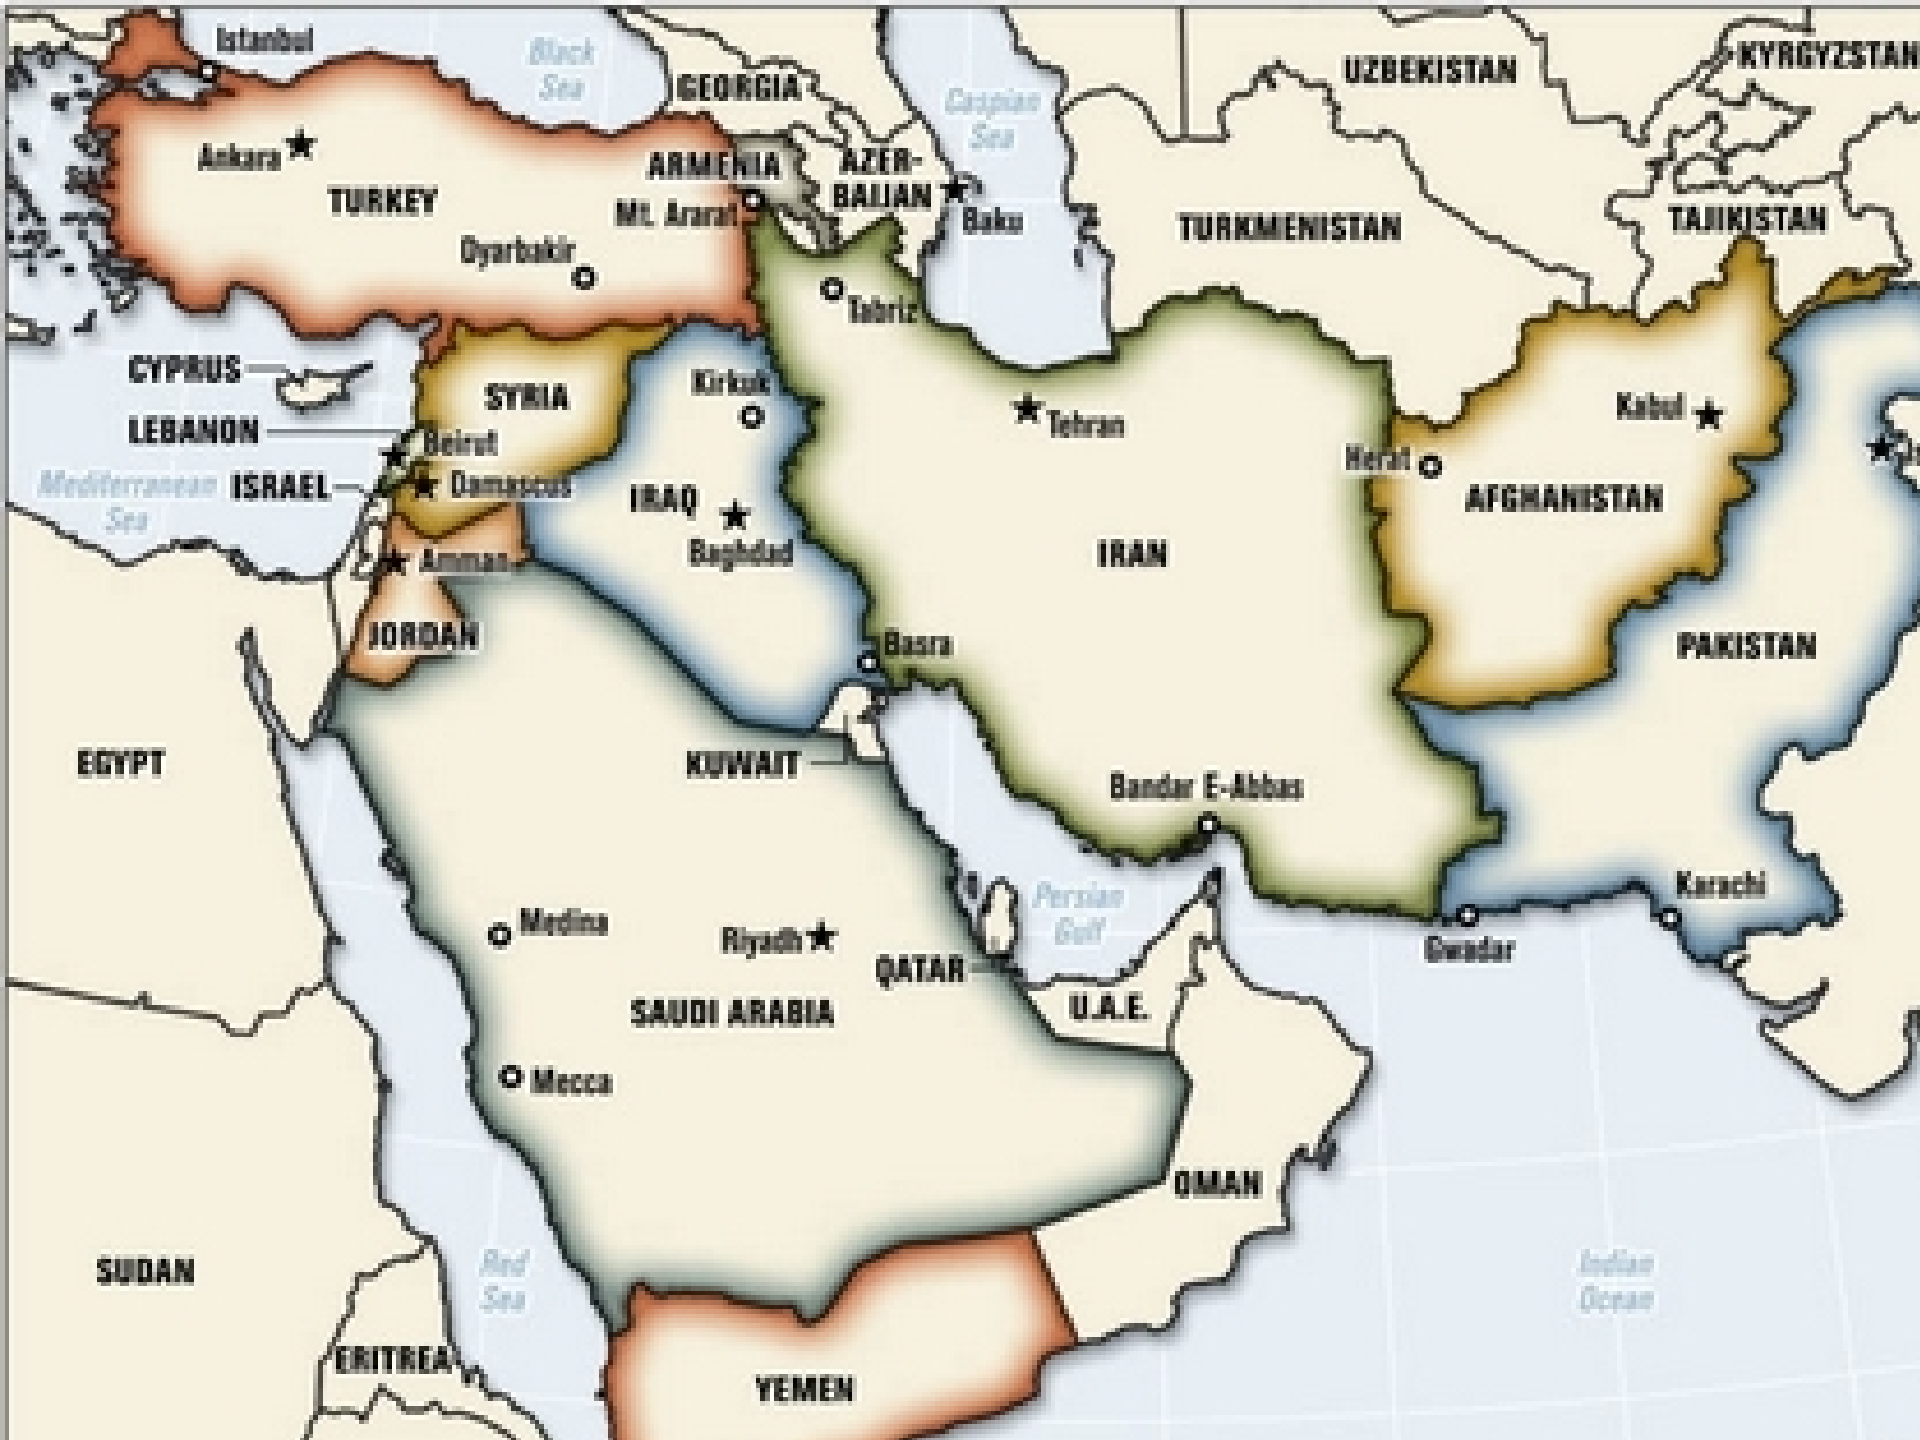 Istanbul
Black
Sea
GEORGIA
Caspian
Sea
UZBEKISTAN
KYRGYZSTAN
Ankara
TURKEY
ARMENIA
Mt. Ararat
AZER-
BAIJAN
Baku
TURKMENISTAN
TAJIKISTAN
Dyarbakir
Tabriz
CYPRUS
SYRIA
Kirkuk
Tehran
Kabul
LEBANON
Beirut
Herat
Mediterranean
Sea
ISRAEL
Damascus
IRAQ
Baghdad
AFGHANISTAN
Amman
IRAN
JORDAN
Basra
PAKISTAN
EGYPT
KUWAIT
Bandar E-Abbas
Karachi
Gwadar
Persian
Gulf
Medina
Riyadh
QATAR
SAUDI ARABIA
U.A.E.
Mecca
OMAN
SUDAN
Red
Sea
Indian
Ocean
ERITREA
YEMEN